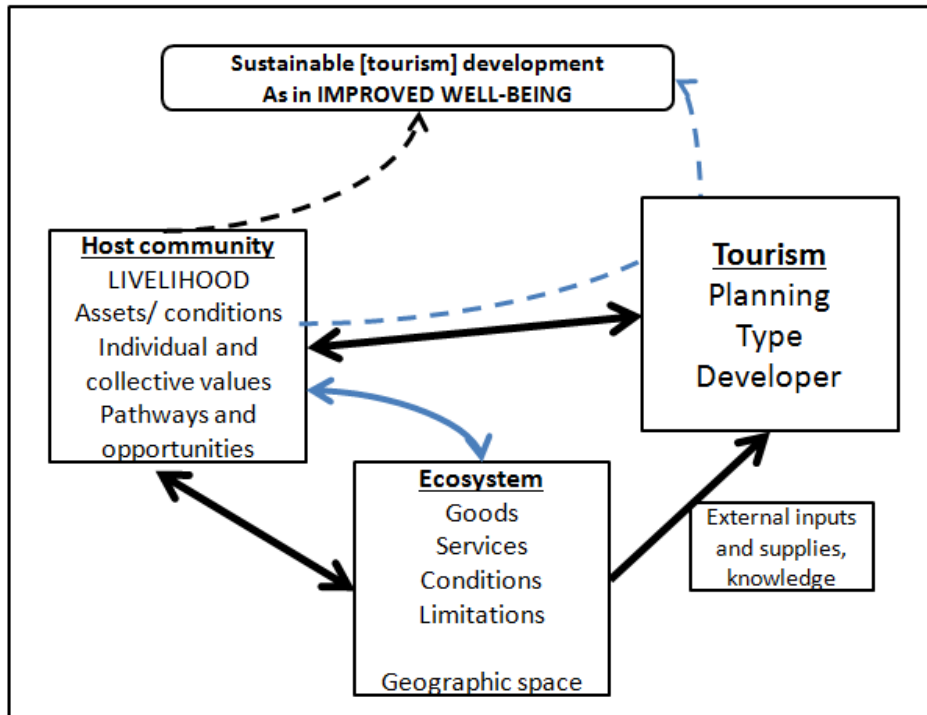 Sustainable [tourism] development
As in IMPROVED WELL-BEING
Host community
LIVELIHOOD
Assets/ conditions
Individual and
collective values
Pathways and
opportunities
Tourism
Planning
Type
Developer
Ecosystem
Goods
Services
Conditions
Limitations
Geographic space
External inputs
and supplies,
knowledge